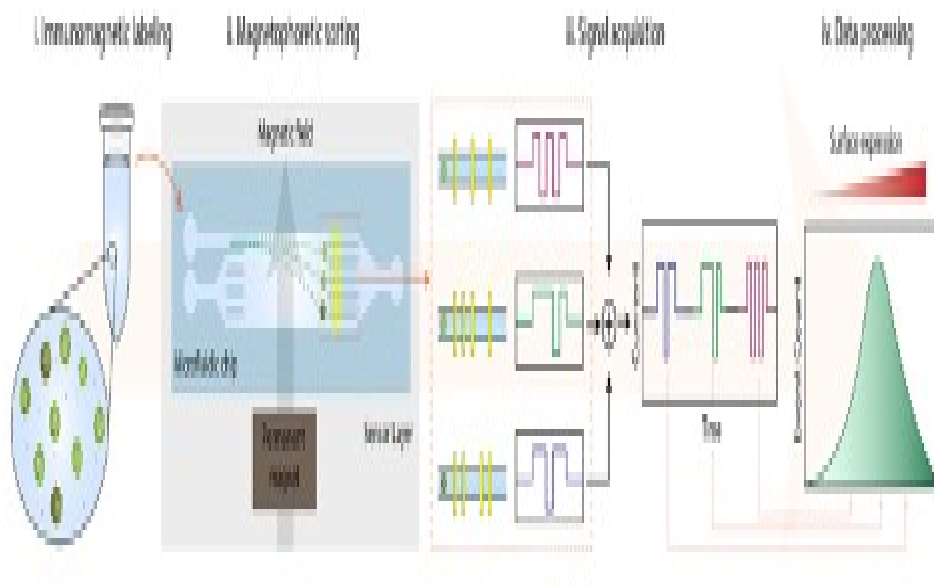 i. Immunomagnetic labeling
ii. Magnetophoretic sorting
iii. Signal acquisition
iv. Data processing
Magnetic field
Microfluidic chip
Permanent
magnet
Sensor Layer
Time
Surface expression